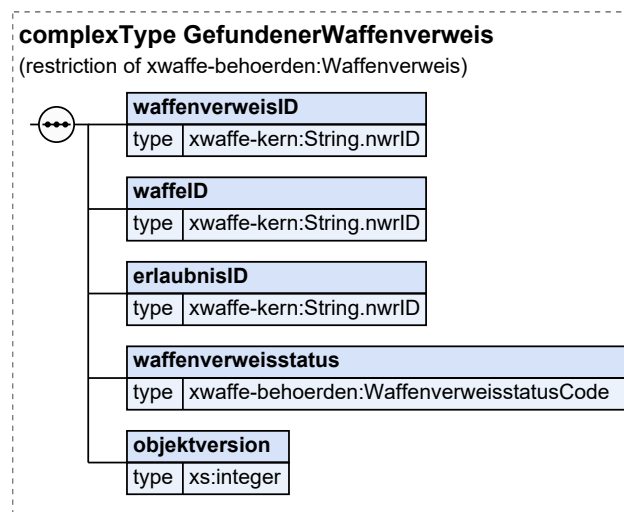 complexType GefundenerWaffenverweis
(restriction of xwaffe-behoerden:Waffenverweis)
waffenverweisID
type xwaffe-kern:String.nwrID
waffeID
type xwaffe-kern:String.nwrID
erlaubnisID
type xwaffe-kern:String.nwrID
waffenverweisstatus
type xwaffe-behoerden:WaffenverweisstatusCode
objektversion
type xs:integer